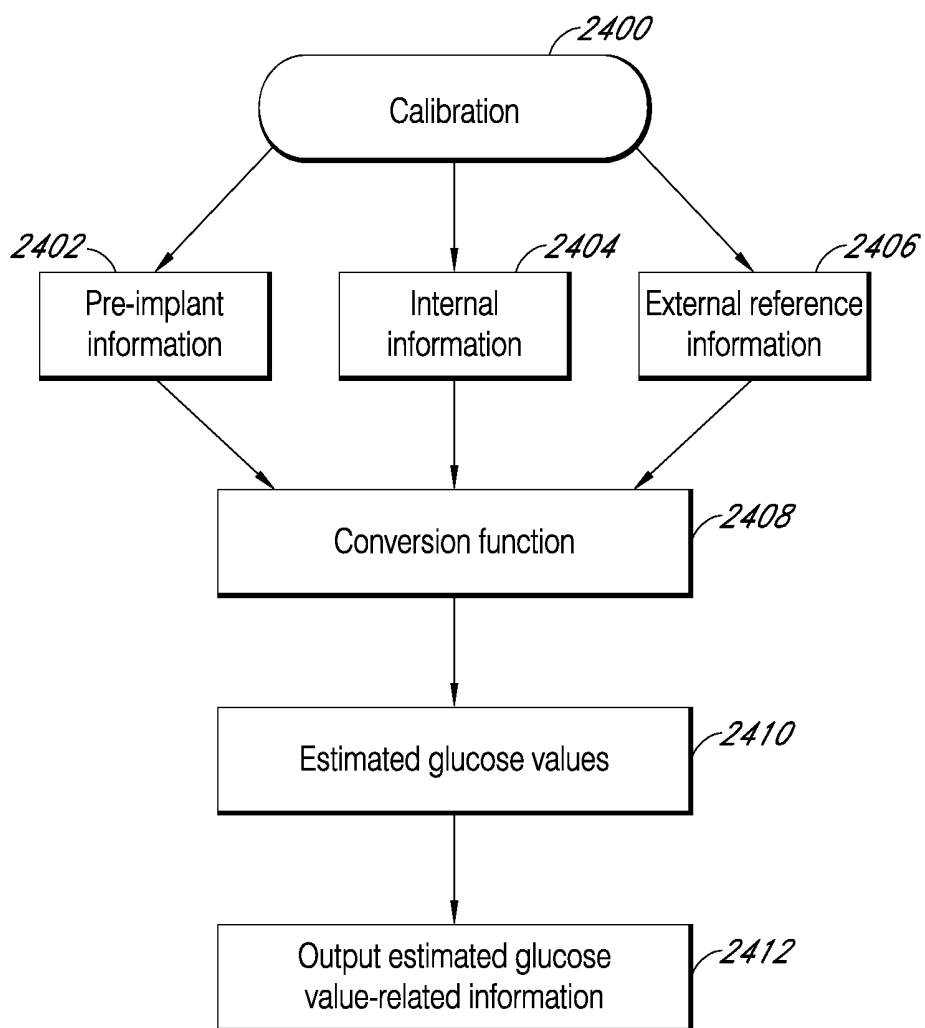 2400
Calibration
2402
2404
2406
Pre-implant
information
Internal
information
External reference
information
2408
Conversion function
2410
Estimated glucose values
2412
Output estimated glucose
value-related information